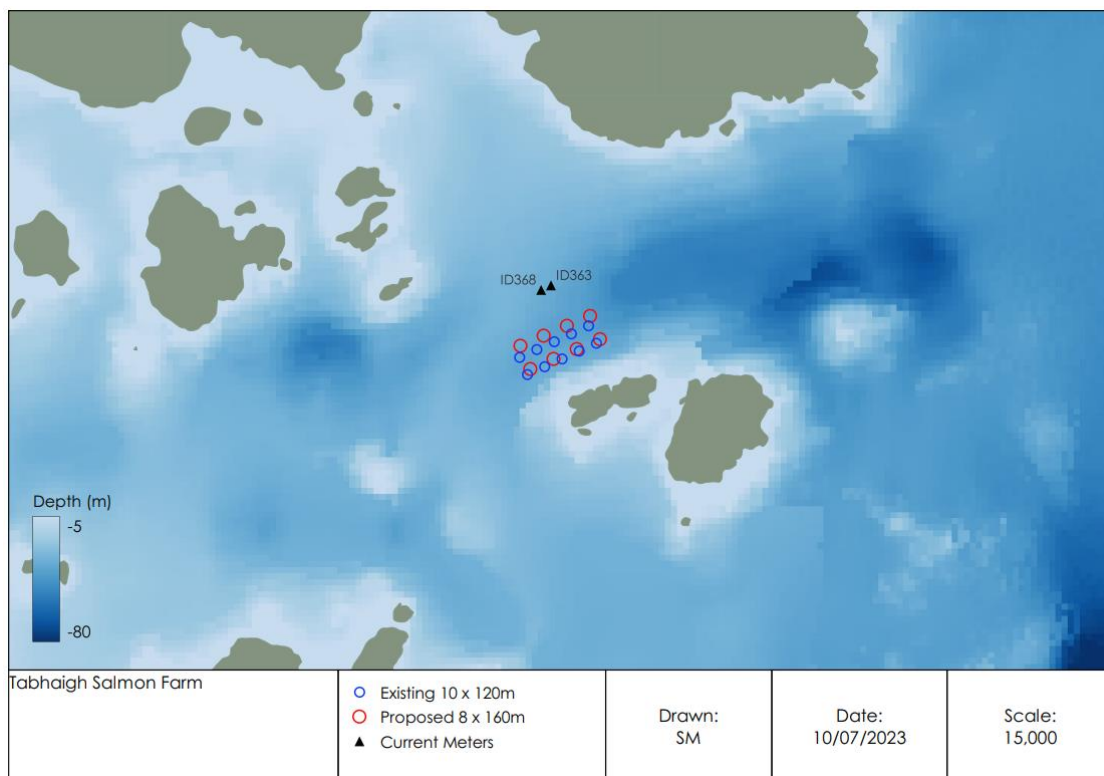 ID368
ID363
Depth (m)
-5
-80
Tabhaigh Salmon Farm
Existing 10 x 120m
Proposed 8 x 160m
Current Meters
Drawn:
SM
Date:
10/07/2023
Scale:
15,000